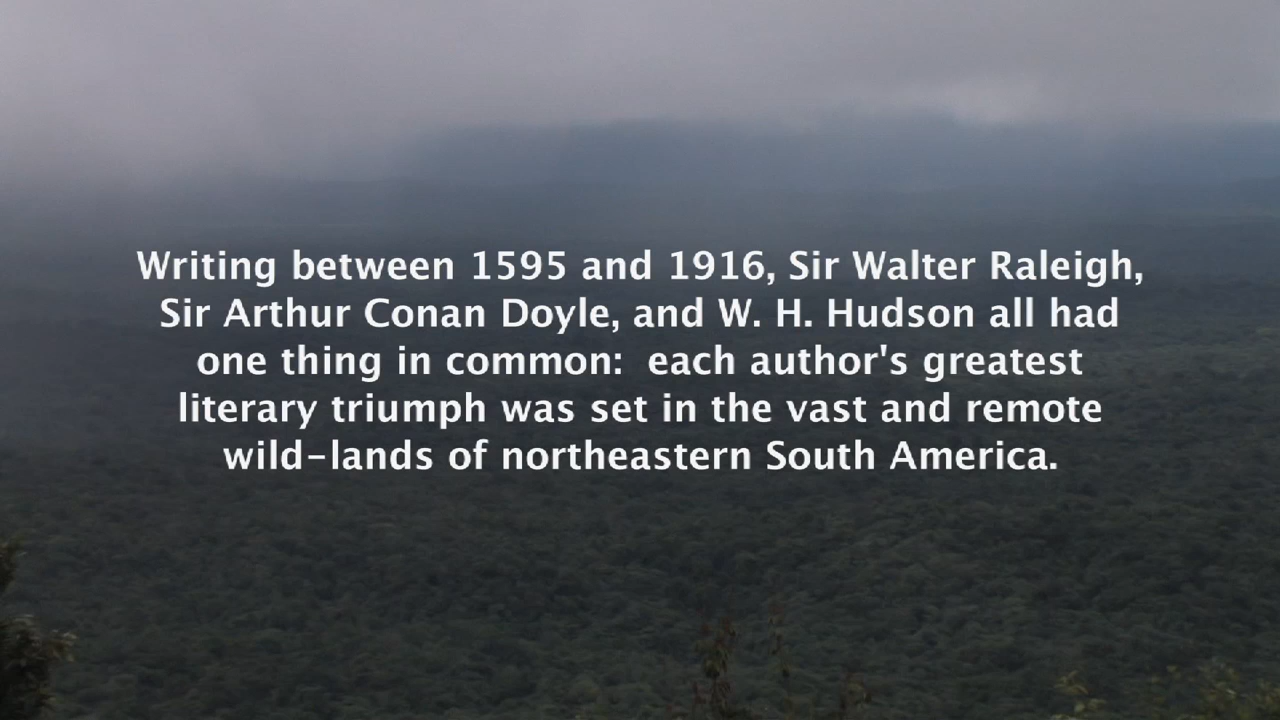 Writing between 1595 and 1916, Sir Walter Raleigh,
Sir Arthur Conan Doyle, and W. H. Hudson all had
one thing in common:  each author's greatest
literary triumph was set in the vast and remote
wild-lands of northeastern South America.